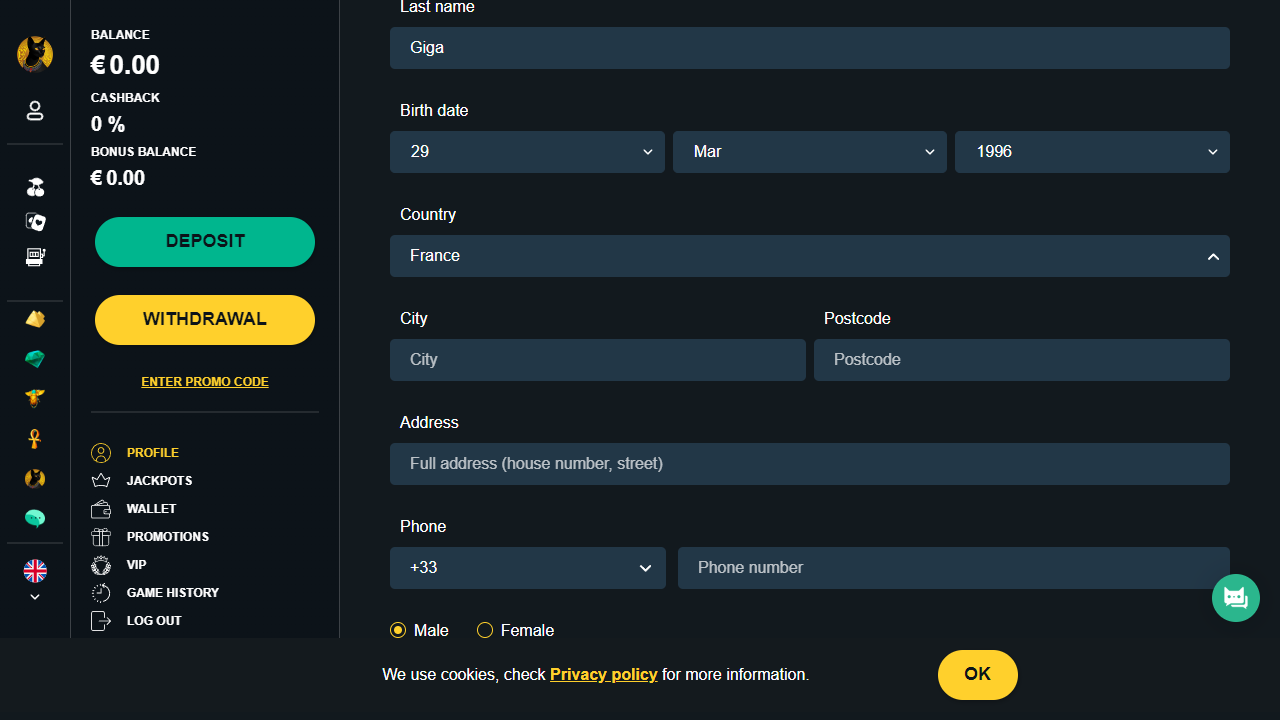 BALANCE
€ 0.00
CASHBACK
0 %
BONUS BALANCE
€ 0.00
DEPOSIT
WITHDRAWAL
ENTER PROMO CODE
PROFILE
JACKPOTS
WALLET
PROMOTIONS
VIP
GAME HISTORY
LOG OUT
Last name
Giga
Birth date
29 Mar 1996
Country
France
City Postcode
City Postcode
Address
Full address (house number, street)
Phone
+33 Phone number
Male Female
We use cookies, check Privacy policy for more information.
OK